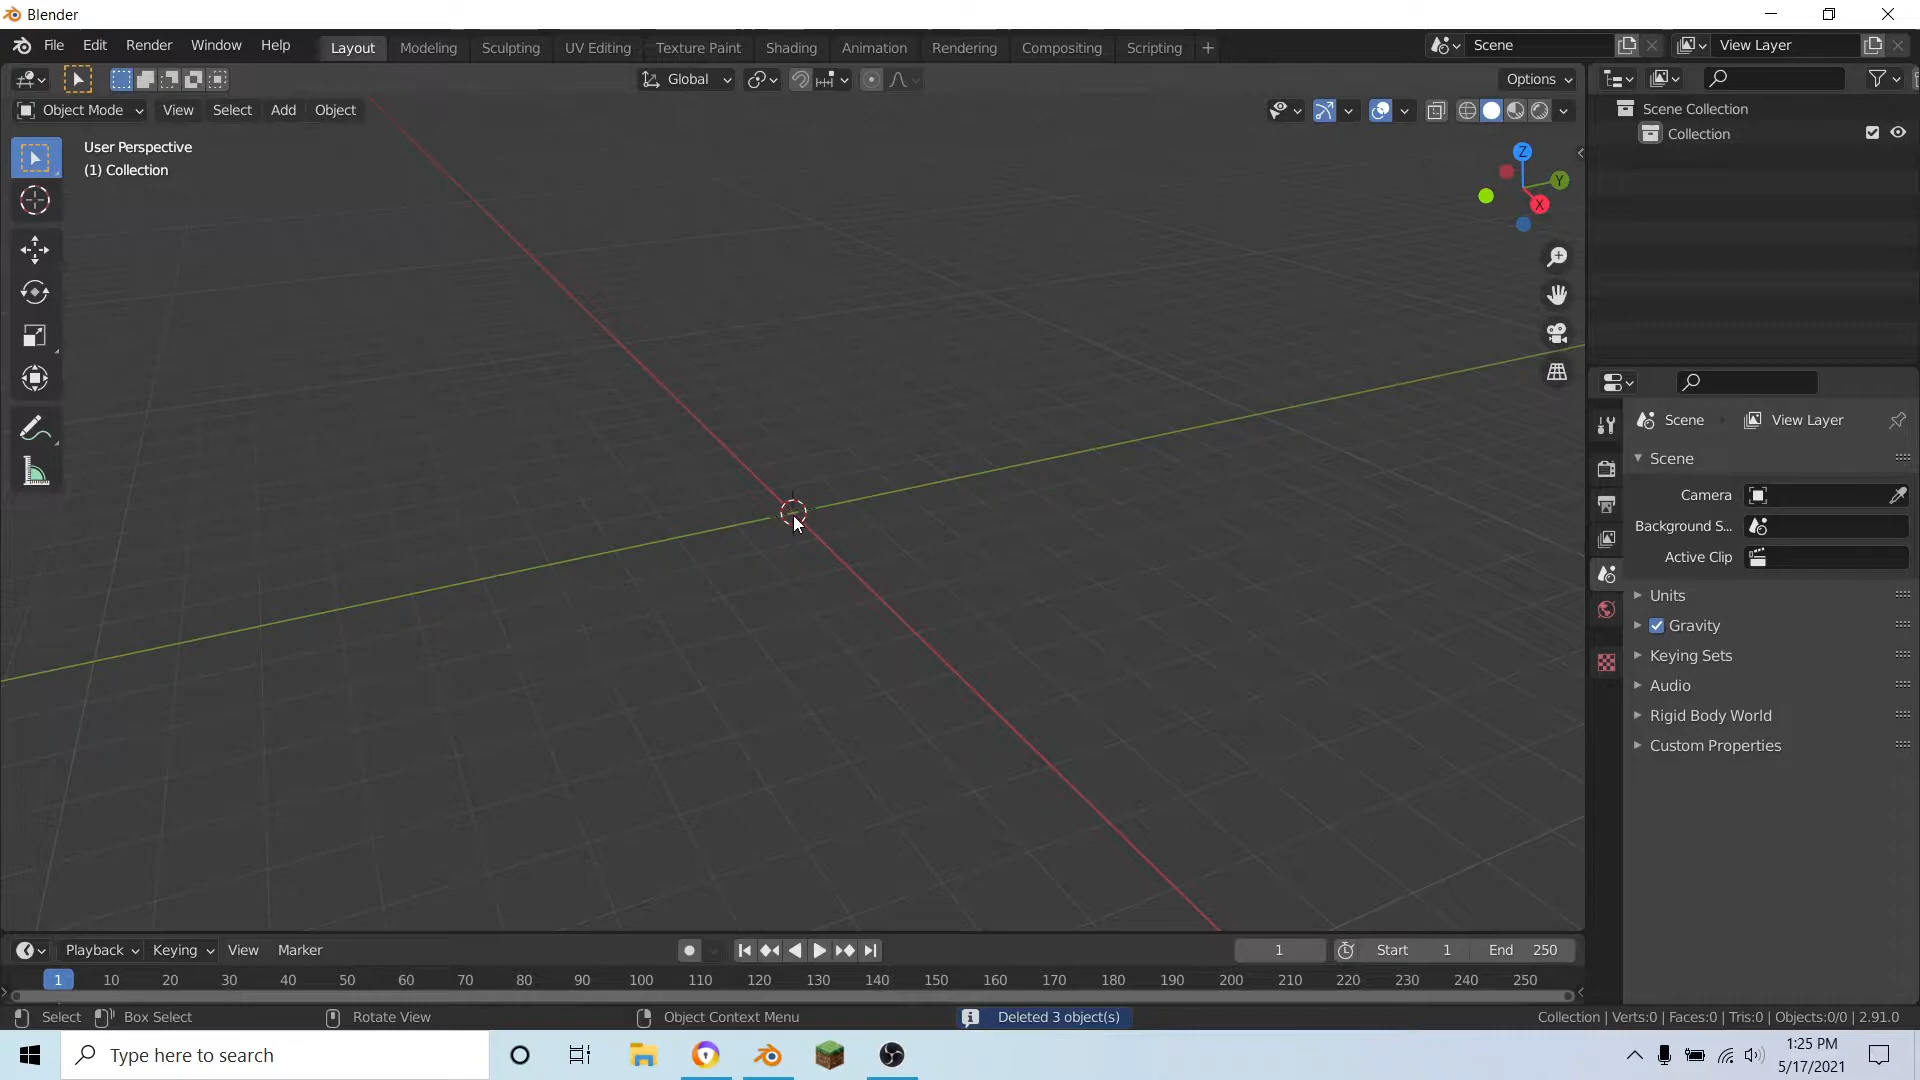 Blender
File Edit Render Window Help Layout Modeling Sculpting UV Editing Texture Paint Shading Animation Rendering Compositing Scripting + Scene View Layer
Global Options
Object Mode View Select Add Object
User Perspective
(1) Collection
Z
Y
X
Scene Collection
Collection
Scene View Layer
Scene
Camera
Background S...
Active Clip
Units
Gravity
Keying Sets
Audio
Rigid Body World
Custom Properties
Playback Keying View Marker 1 Start 1 End 250
1 10 20 30 40 50 60 70 80 90 100 110 120 130 140 150 160 170 180 190 200 210 220 230 240 250
Select Box Select Rotate View Object Context Menu Deleted 3 object(s) Collection | Verts:0 | Faces:0 | Tris:0 | Objects:0/0 | 2.91.0
Type here to search
1:25 PM
5/17/2021